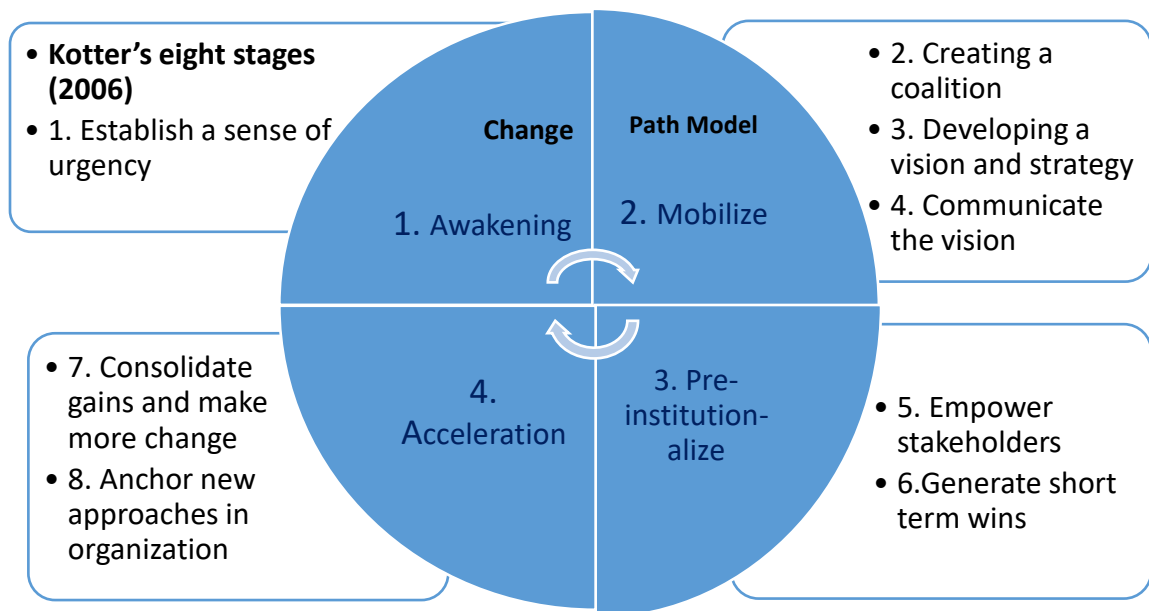 • Kotter’s eight stages
(2006)
• 1. Establish a sense of
urgency
Change
Path Model
1. Awakening
2. Mobilize
• 2. Creating a
coalition
• 3. Developing a
vision and strategy
• 4. Communicate
the vision
3. Pre-
institution-
alize
• 5. Empower
stakeholders
• 6.Generate short
term wins
4.
Acceleration
• 7. Consolidate
gains and make
more change
• 8. Anchor new
approaches in
organization